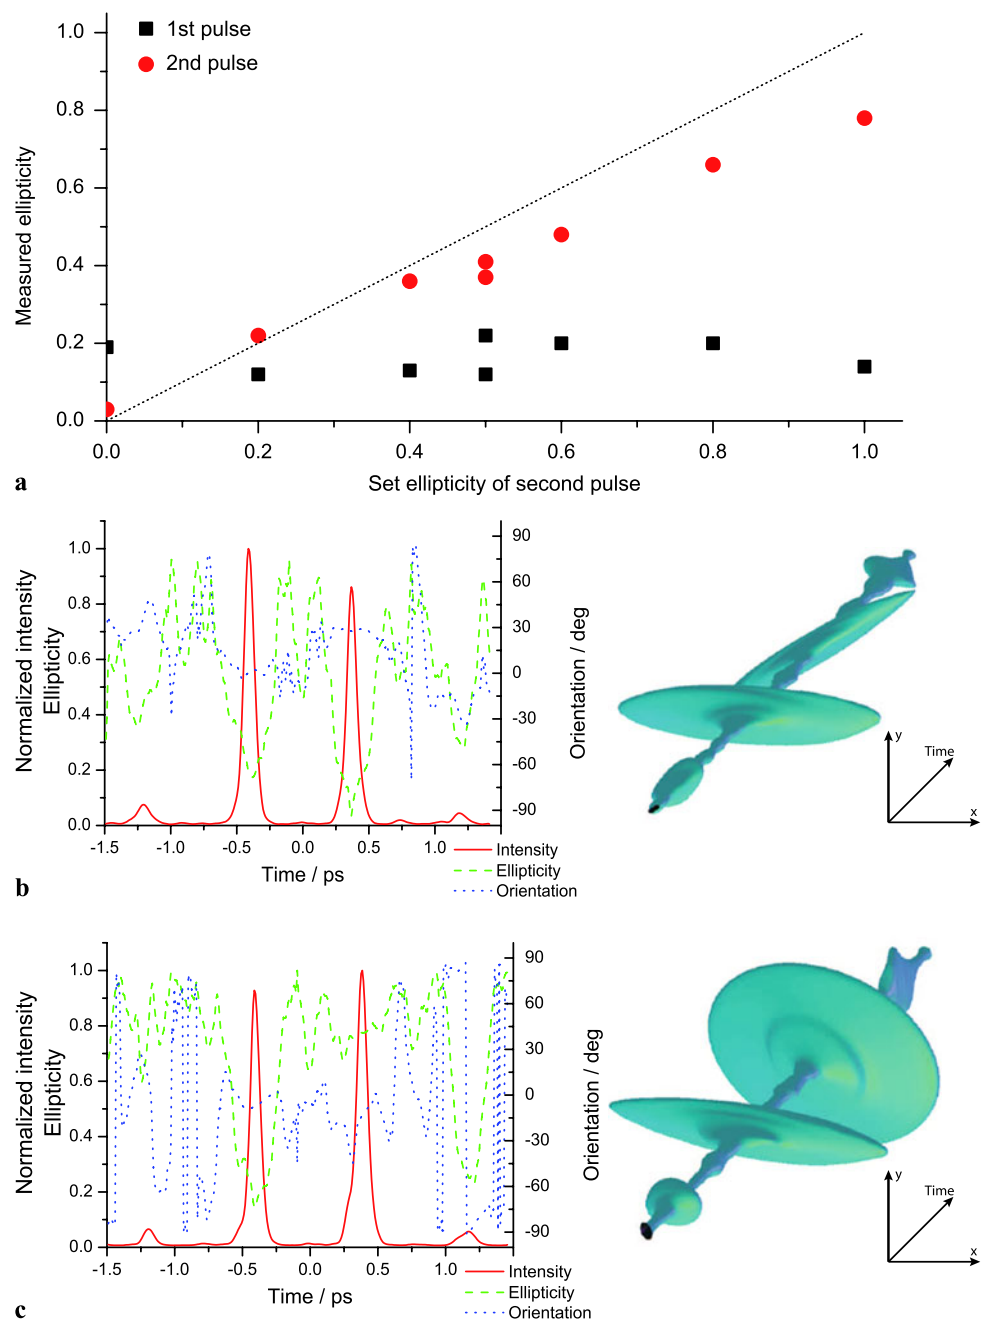 1st pulse
2nd pulse
1.0
0.8
0.6
0.4
0.2
0.0
Measured ellipticity
0.0 0.2 0.4 0.6 0.8 1.0
Set ellipticity of second pulse
a
1.0
0.8
0.6
0.4
0.2
0.0
Normalized intensity
Ellipticity
90
60
30
0
-30
-60
-90
Orientation / deg
-1.5 -1.0 -0.5 0.0 0.5 1.0
Time / ps
Intensity
Ellipticity
Orientation
y
Time
x
b
1.0
0.8
0.6
0.4
0.2
0.0
Normalized intensity
Ellipticity
90
60
30
0
-30
-60
-90
Orientation / deg
-1.5 -1.0 -0.5 0.0 0.5 1.0
Time / ps
Intensity
Ellipticity
Orientation
y
Time
x
c